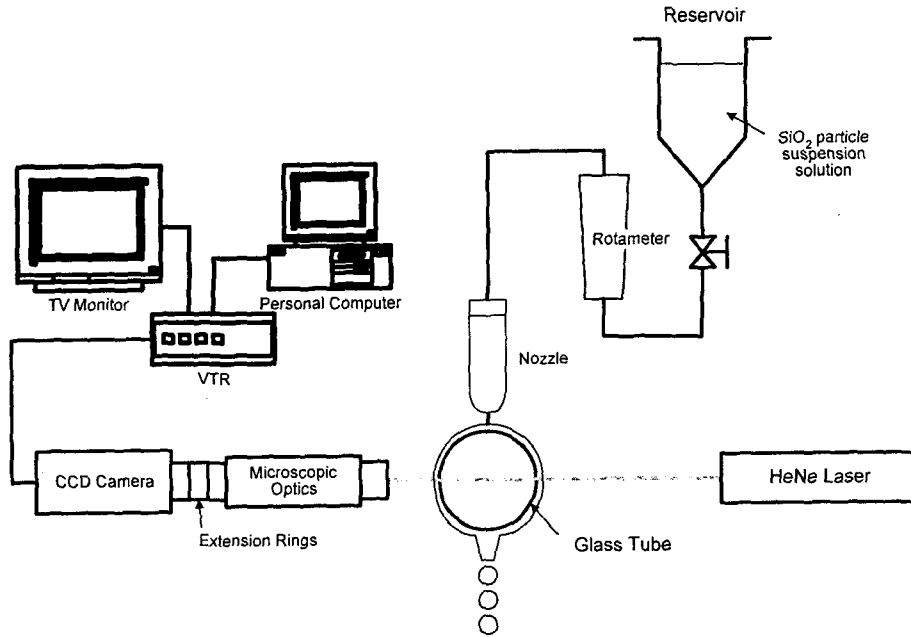 Reservoir
SiO₂ particle
suspension
solution
Rotameter
TV Monitor
Personal Computer
VTR
Nozzle
CCD Camera
Microscopic
Optics
HeNe Laser
Extension Rings
Glass Tube